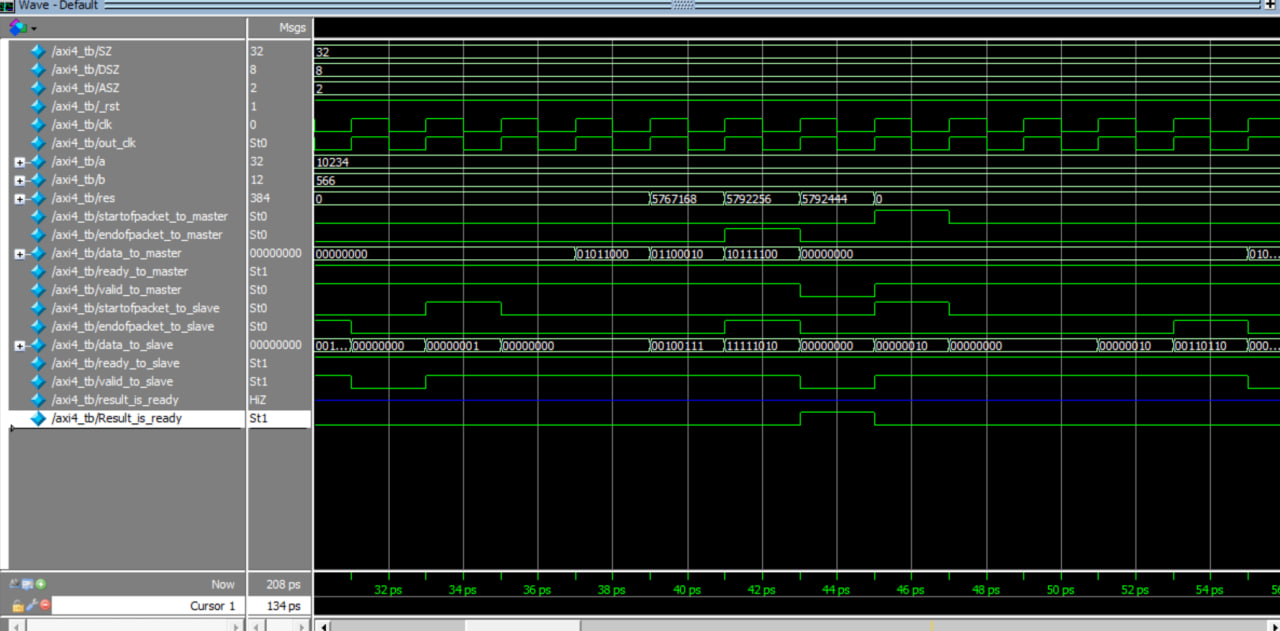 Wave - Default
Msgs
/axi4_tb/SZ 32 32
/axi4_tb/DSZ 8 8
/axi4_tb/ASZ 2 2
/axi4_tb/_rst 1
/axi4_tb/clk 0
/axi4_tb/out_clk St0
/axi4_tb/a 32 10234
/axi4_tb/b 12 566
/axi4_tb/res 384 0 5767168 5792256 5792444 0
/axi4_tb/startofpacket_to_master St0
/axi4_tb/endofpacket_to_master St0
/axi4_tb/data_to_master 00000000 00000000 01011000 01100010 10111100 00000000 010...
/axi4_tb/ready_to_master St1
/axi4_tb/valid_to_master St0
/axi4_tb/startofpacket_to_slave St0
/axi4_tb/endofpacket_to_slave St0
/axi4_tb/data_to_slave 00000000 001... 00000000 00000001 00000000 00100111 11111010 00000000 00000010 00000000 00000010 00110110 000...
/axi4_tb/ready_to_slave St1
/axi4_tb/valid_to_slave St1
/axi4_tb/result_is_ready HiZ
/axi4_tb/Result_is_ready St1
Now 208 ps 32 ps 34 ps 36 ps 38 ps 40 ps 42 ps 44 ps 46 ps 48 ps 50 ps 52 ps 54 ps 56
Cursor 1 134 ps